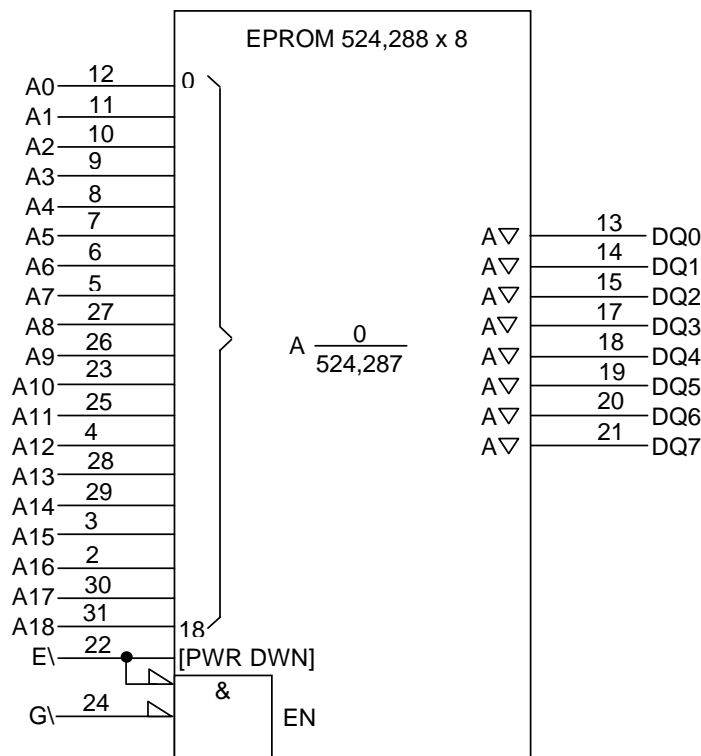 EPROM 524,288 x 8
A0 12 0
A1 11
A2 10
A3 9
A4 8
A5 7
A6 6
A7 5
A8 27
A9 26
A10 23
A11 25
A12 4
A13 28
A14 29
A15 3
A16 2
A17 30
A18 31 18
E\ 22 [PWR DWN]
&
G\ 24 EN
A 0
524,287
A 13 DQ0
A 14 DQ1
A 15 DQ2
A 17 DQ3
A 18 DQ4
A 19 DQ5
A 20 DQ6
A 21 DQ7